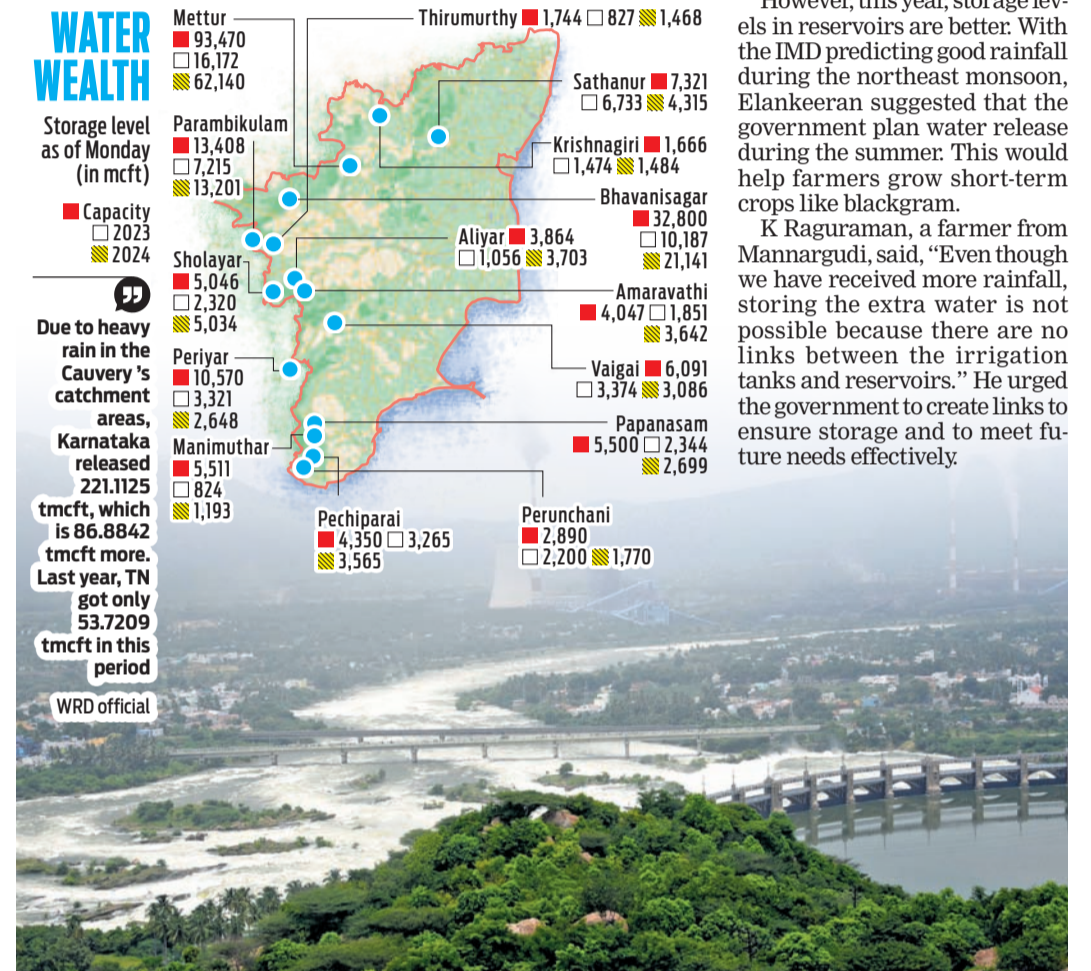 WATER
WEALTH
Storage level
as of Monday
(in mcft)
Capacity
2023
2024
Due to heavy
rain in the
Cauvery ’s
catchment
areas,
Karnataka
released
221.1125
tmcft, which
is 86.8842
tmcft more.
Last year, TN
got only
53.7209
tmcft in this
period
WRD official
Mettur
93,470
16,172
62,140
Parambikulam
13,408
7,215
13,201
Sholayar
5,046
2,320
5,034
Periyar
10,570
3,321
2,648
Manimuthar
5,511
824
1,193
Thirumurthy 1,744 827 1,468
Sathanur 7,321
6,733 4,315
Krishnagiri 1,666
1,474 1,484
Bhavanisagar
32,800
10,187
21,141
Aliyar 3,864
1,056 3,703
Amaravathi
4,047 1,851
3,642
Vaigai 6,091
3,374 3,086
Papanasam
5,500 2,344
2,699
Pechiparai
4,350 3,265
3,565
Perunchani
2,890
2,200 1,770
However, this year, storage lev-
els in reservoirs are better. With
the IMD predicting good rainfall
during the northeast monsoon,
Elankeeran suggested that the
government plan water release
during the summer. This would
help farmers grow short-term
crops like blackgram.
K Raguraman, a farmer from
Mannargudi, said, “Even though
we have received more rainfall,
storing the extra water is not
possible because there are no
links between the irrigation
tanks and reservoirs.” He urged
the government to create links to
ensure storage and to meet fu-
ture needs effectively.